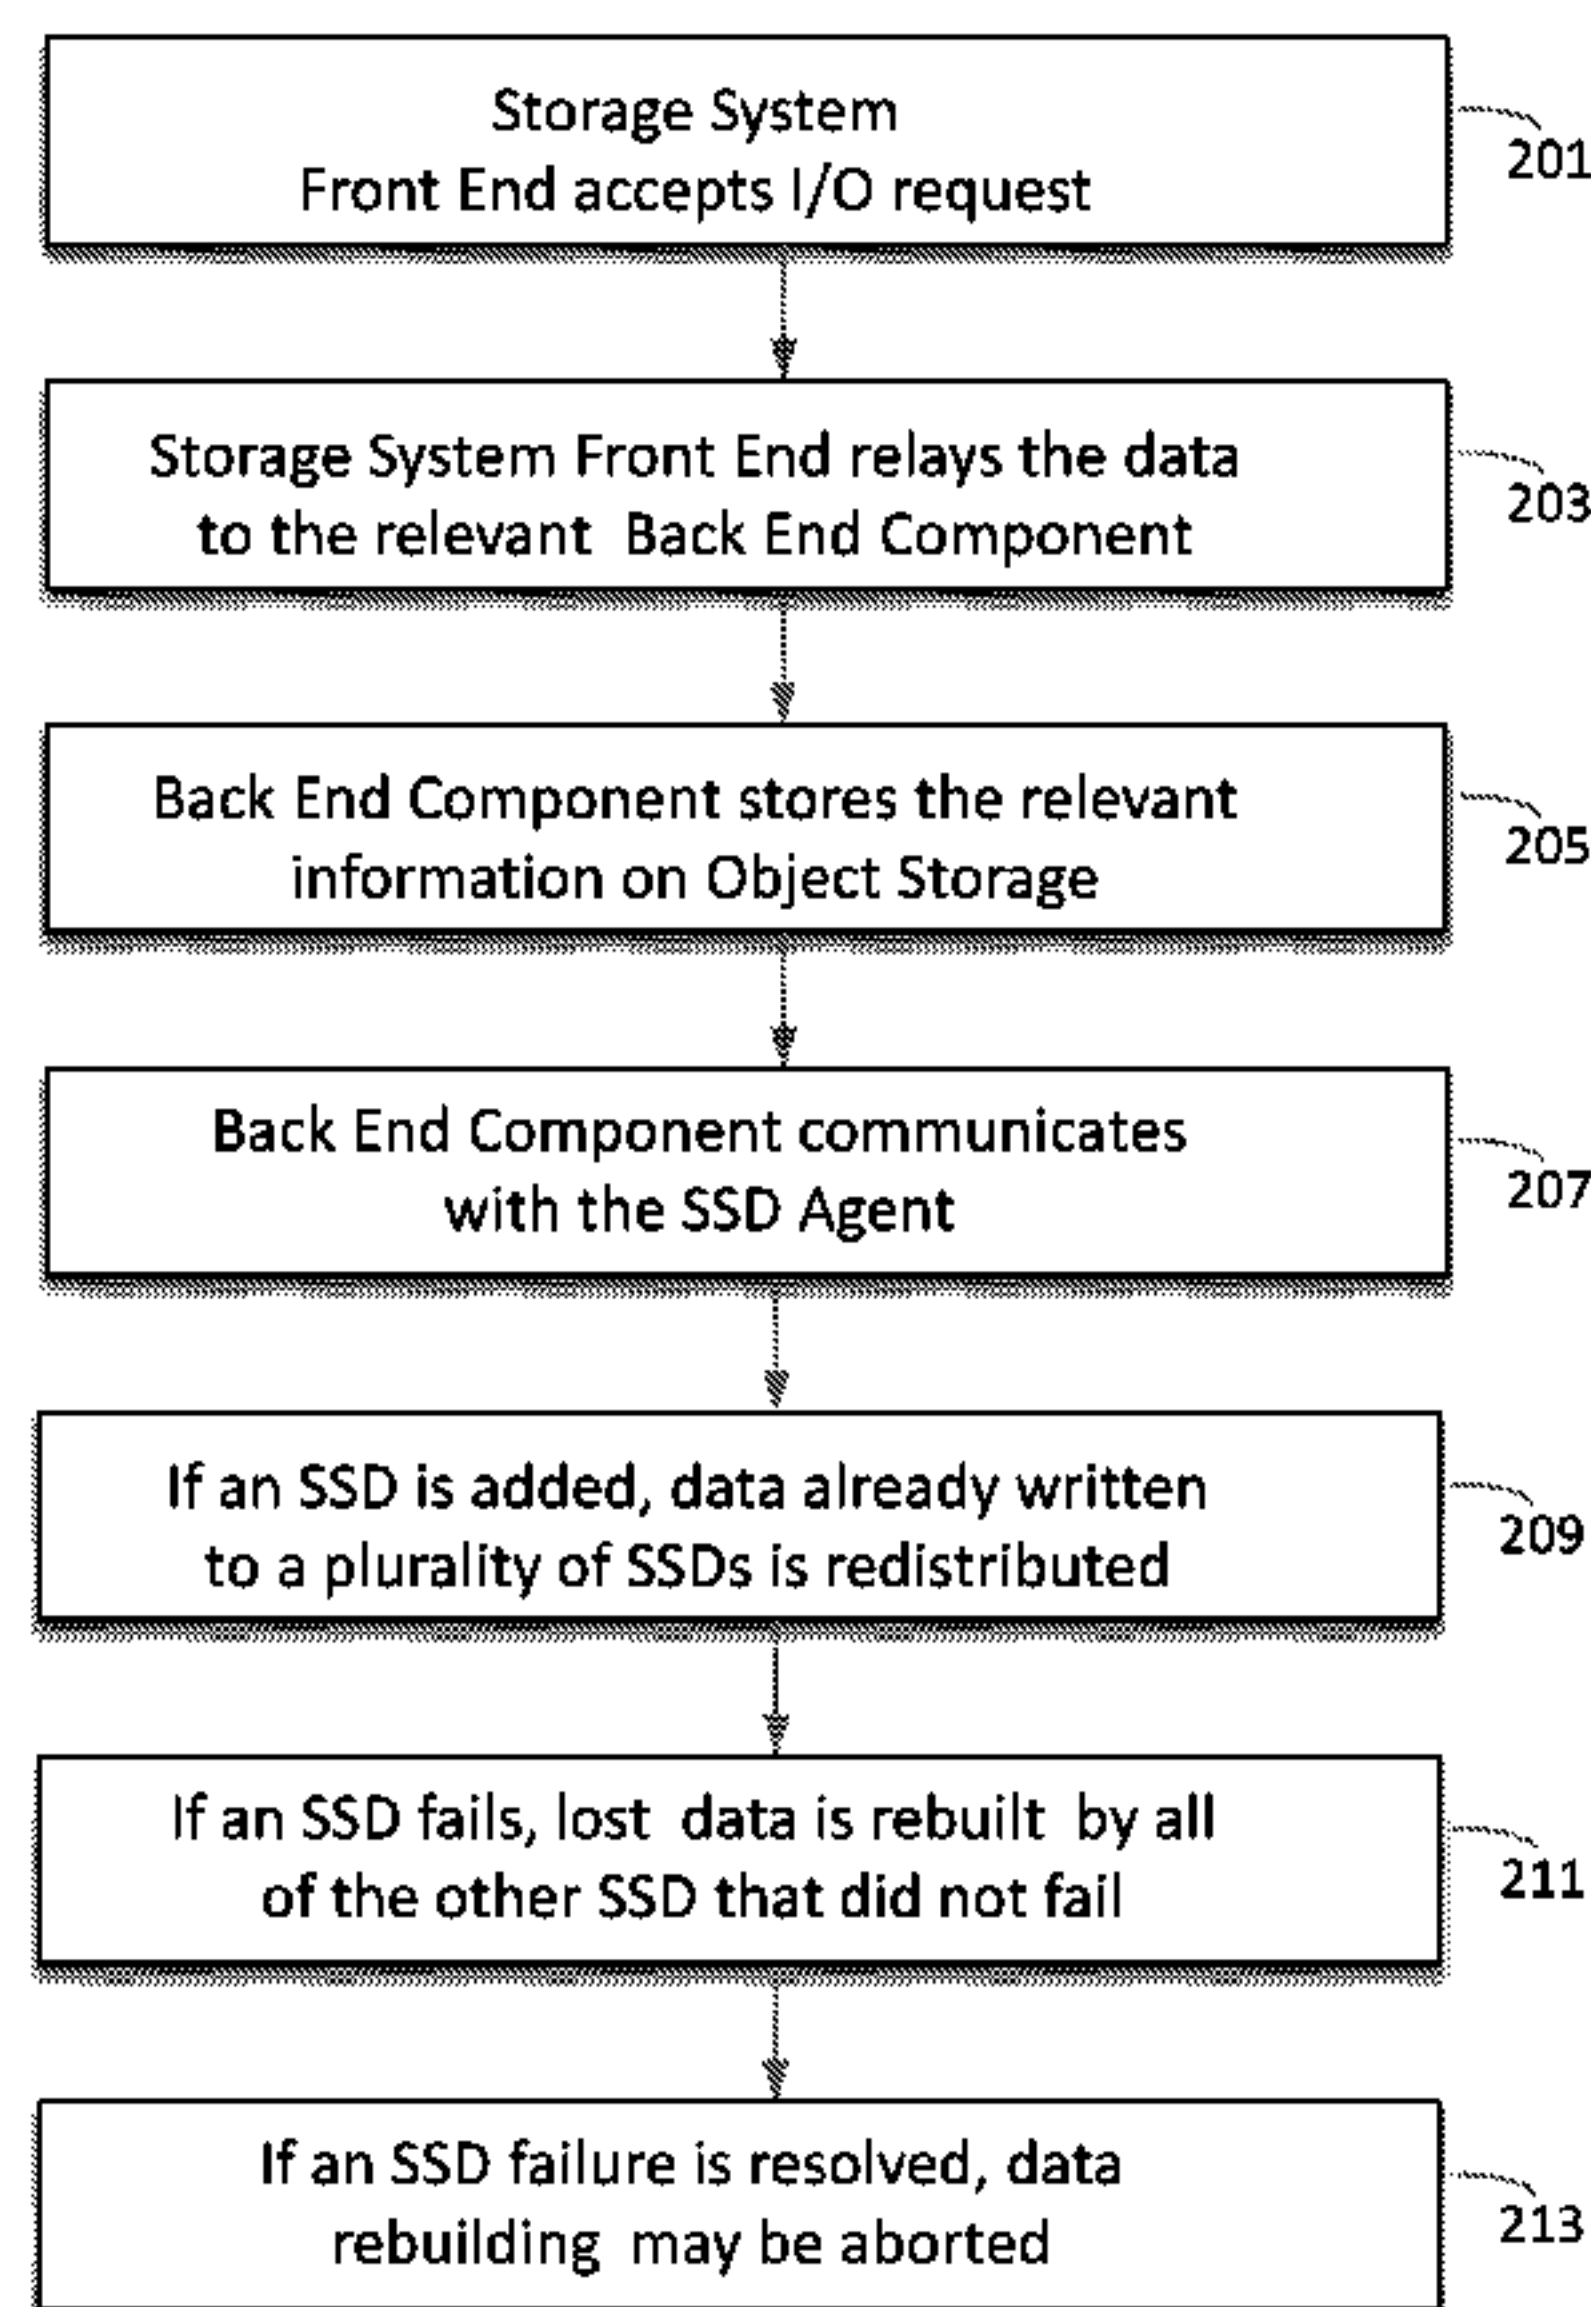 Storage System
Front End accepts I/O request
201
Storage System Front End relays the data
to the relevant Back End Component
203
Back End Component stores the relevant
information on Object Storage
205
Back End Component communicates
with the SSD Agent
207
If an SSD is added, data already written
to a plurality of SSDs is redistributed
209
If an SSD fails, lost data is rebuilt by all
of the other SSD that did not fail
211
If an SSD failure is resolved, data
rebuilding may be aborted
213